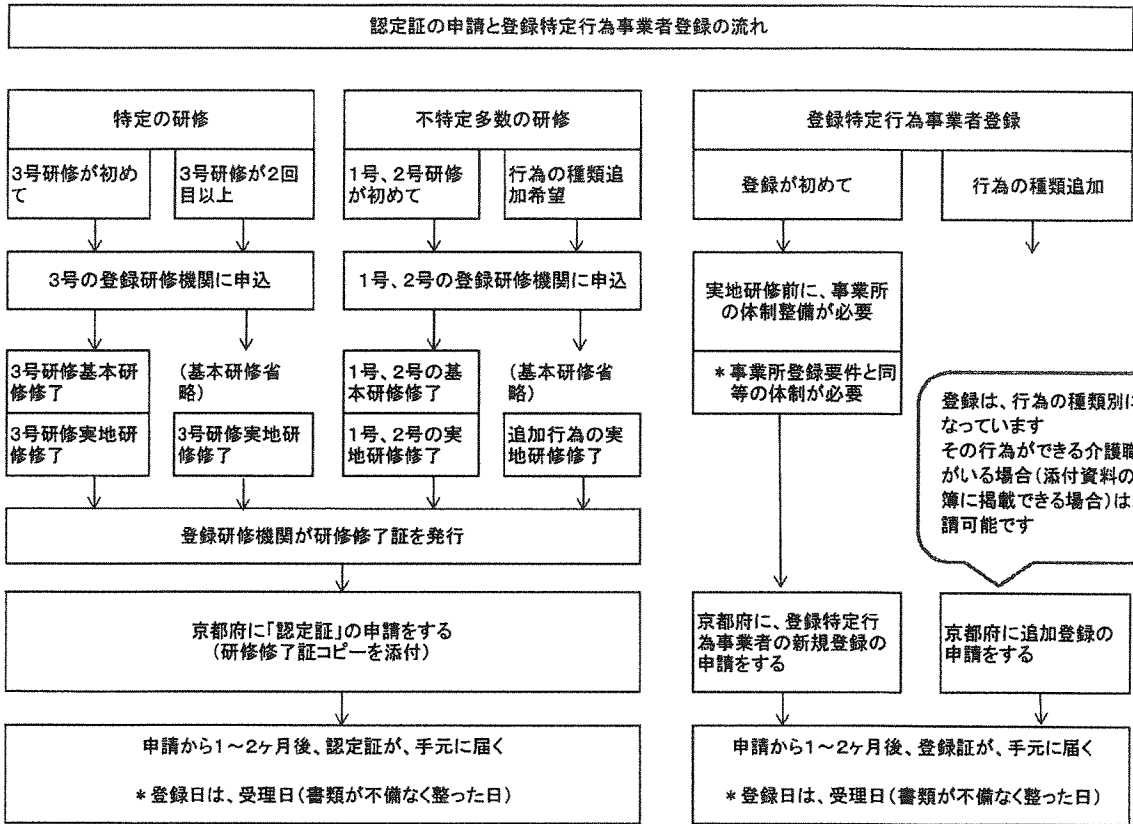 認定証の申請と登録特定行為事業者登録の流れ
特定の研修
3号研修が初め
て
3号研修が2回
目以上
3号の登録研修機関に申込
3号研修基本研
修修了
(基本研修省
略)
3号研修実地研
修修了
3号研修実地研
修修了
不特定多数の研修
1号、2号研修
が初めて
行為の種類追
加希望
1号、2号の登録研修機関に申込
1号、2号の基
本研修修了
(基本研修省
略)
1号、2号の実
地研修修了
追加行為の実
地研修修了
登録研修機関が研修修了証を発行
京都府に「認定証」の申請をする
(研修修了証コピーを添付)
申請から1~2ヶ月後、認定証が、手元に届く
*登録日は、受理日(書類が不備なく整った日)
登録特定行為事業者登録
登録が初めて
行為の種類追加
実地研修前に、事業所
の体制整備が必要
*事業所登録要件と同
等の体制が必要
登録は、行為の種類別に
なっています
その行為ができる介護職
がいる場合(添付資料の
簿に掲載できる場合)は
請可能です
京都府に、登録特定行
為事業者の新規登録の
申請をする
京都府に追加登録の
申請をする
申請から1~2ヶ月後、登録証が、手元に届く
*登録日は、受理日(書類が不備なく整った日)